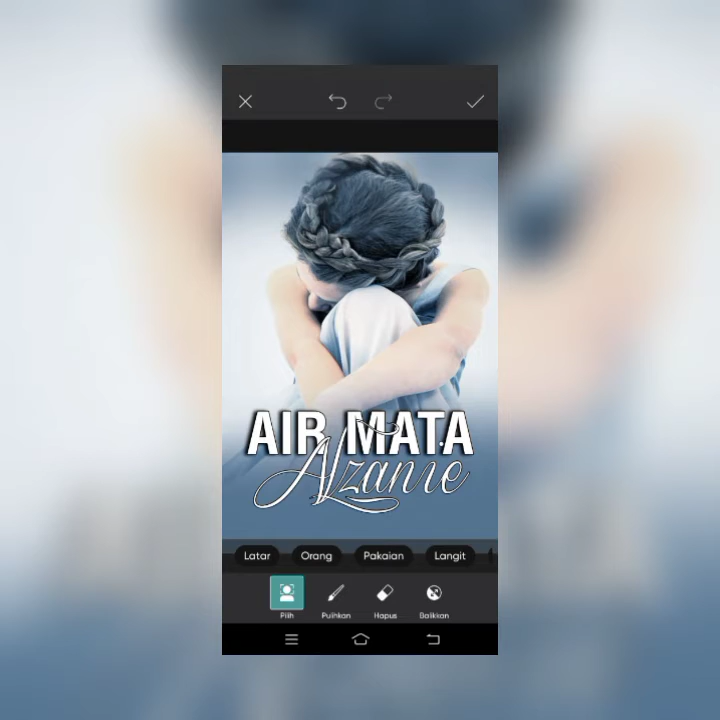 AIR MATA
Alzanie
Latar
Orang
Pakaian
Langit
Pilih
Pulihkan
Hapus
Balikkan